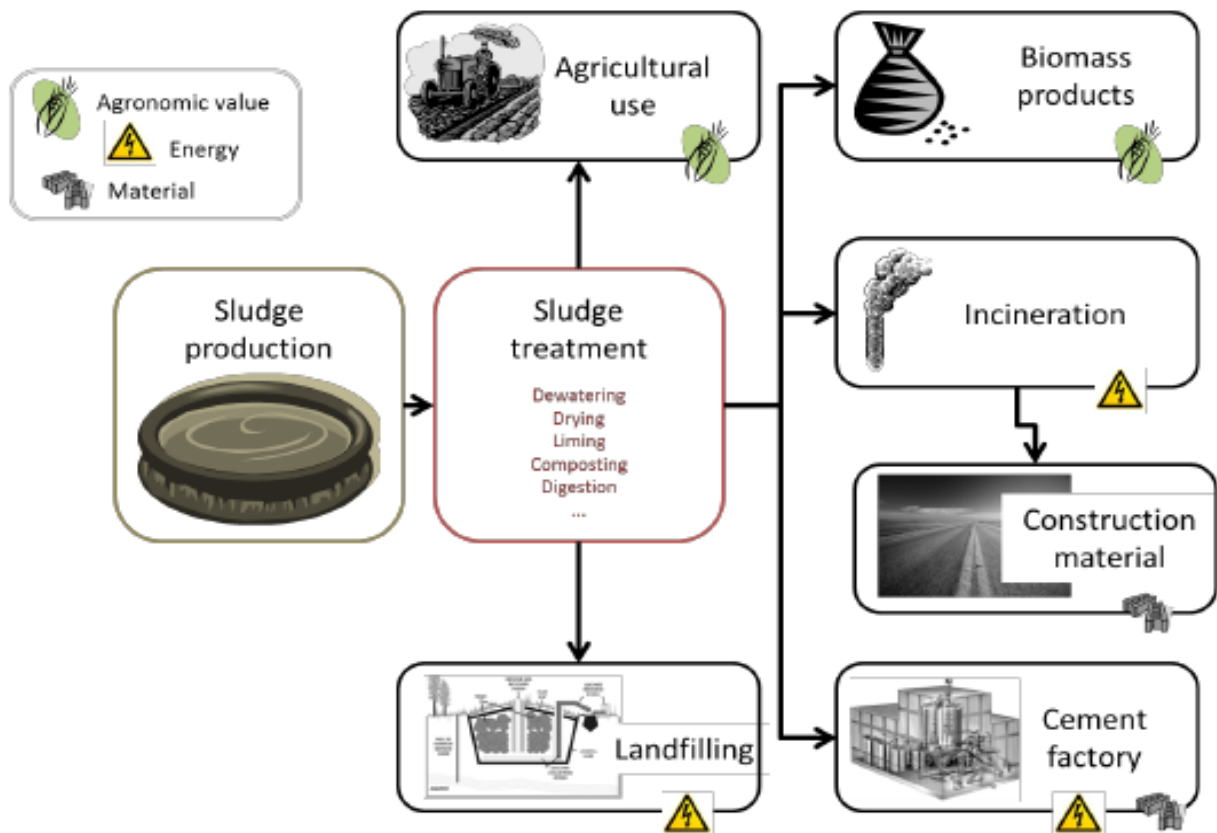 Agronomic value
Energy
Material
Agricultural
use
Biomass
products
Sludge
production
Sludge
treatment
Dewatering
Drying
Liming
Composting
Digestion
...
Incineration
Construction
material
Landfilling
Cement
factory